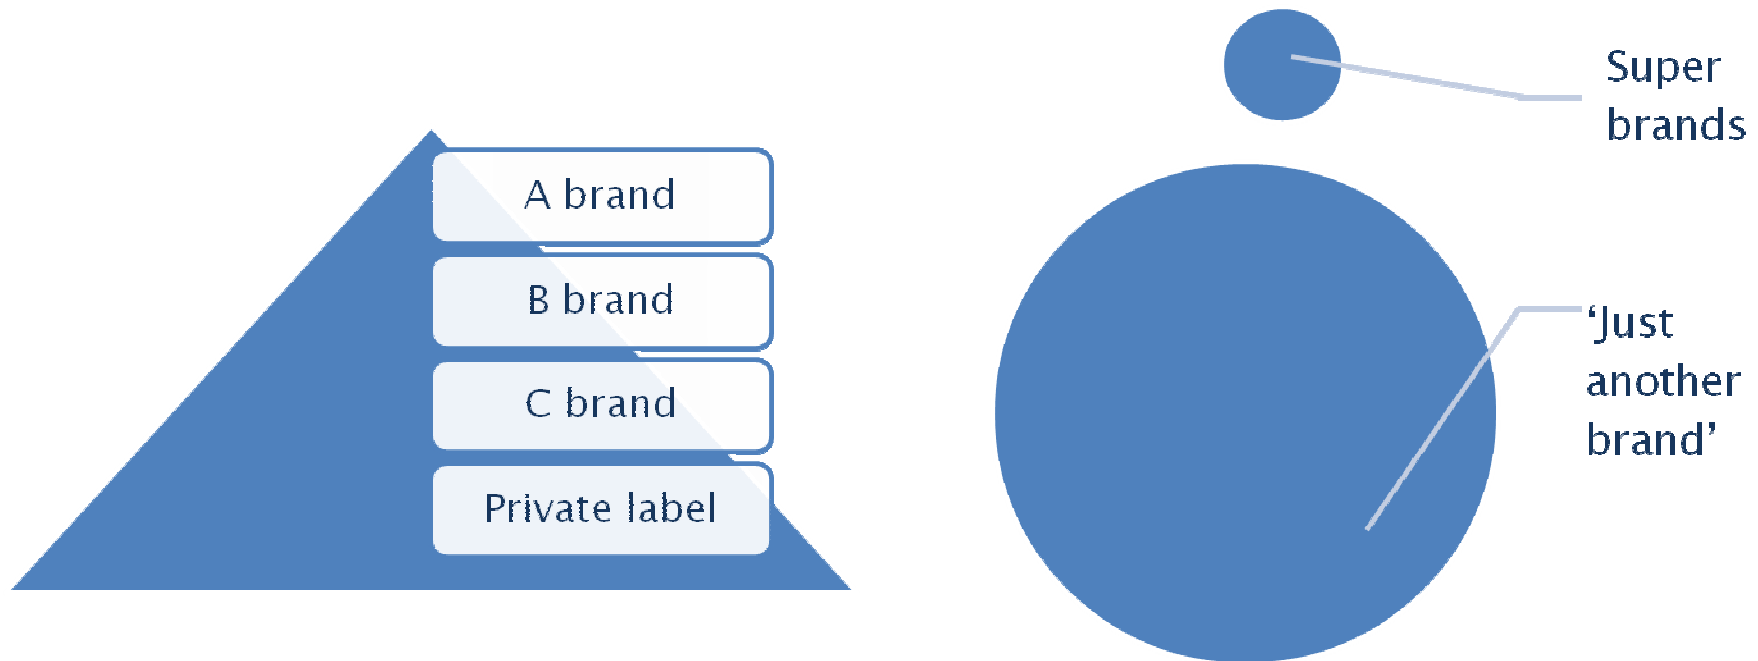 A brand
B brand
C brand
Private label
Super
brands
‘Just
another
brand’